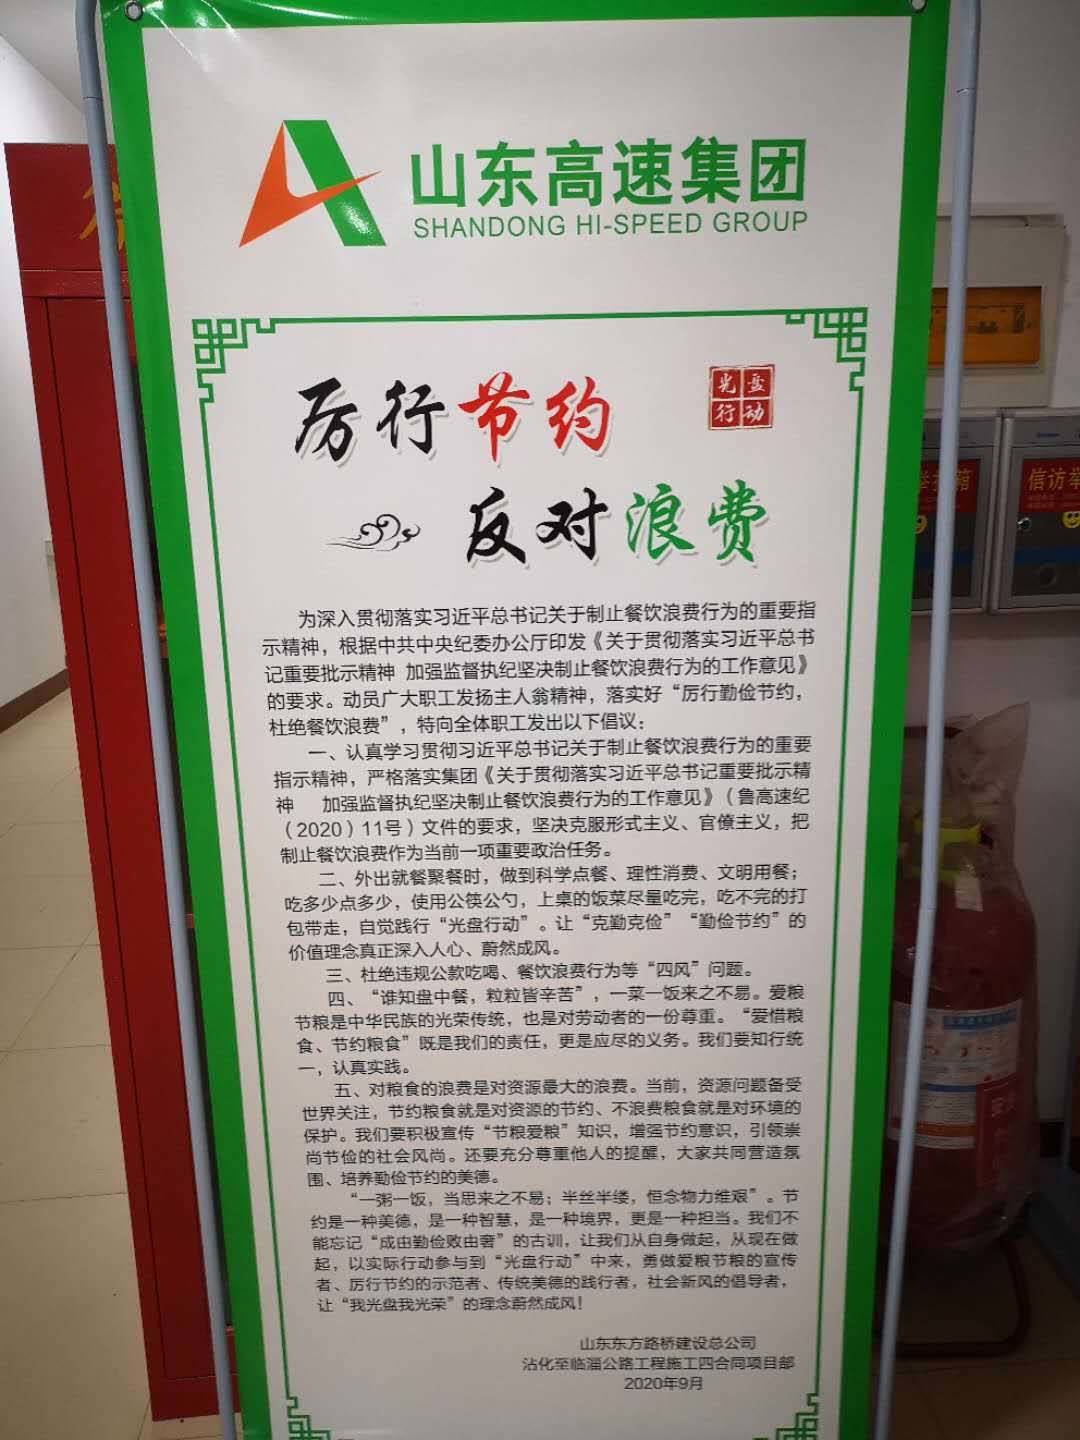 山东高速集团
SHANDONG HI-SPEED GROUP
厉行节约
光盘
行动
反对浪费
举报箱
信访举
为深入贯彻落实习近平总书记关于制止餐饮浪费行为的重要指
示精神，根据中共中央纪委办公厅印发《关于贯彻落实习近平总书
记重要批示精神 加强监督执纪坚决制止餐饮浪费行为的工作意见》
的要求。动员广大职工发扬主人翁精神，落实好“厉行勤俭节约，
杜绝餐饮浪费”，特向全体职工发出以下倡议：
一、认真学习贯彻习近平总书记关于制止餐饮浪费行为的重要
指示精神，严格落实集团《关于贯彻落实习近平总书记重要批示精
神 加强监督执纪坚决制止餐饮浪费行为的工作意见》（鲁高速纪
（2020）11号）文件的要求，坚决克服形式主义、官僚主义，把
制止餐饮浪费作为当前一项重要政治任务。
二、外出就餐聚餐时，做到科学点餐、理性消费、文明用餐；
吃多少点多少，使用公筷公勺，上桌的饭菜尽量吃完，吃不完的打
包带走，自觉践行“光盘行动”。让“克勤克俭”“勤俭节约”的
价值理念真正深入人心、蔚然成风。
三、杜绝违规公款吃喝、餐饮浪费行为等“四风”问题。
四、“谁知盘中餐，粒粒皆辛苦”，一菜一饭来之不易。爱粮
节粮是中华民族的光荣传统，也是对劳动者的一份尊重。“爱惜粮
食、节约粮食”既是我们的责任，更是应尽的义务。我们要知行统
一，认真实践。
五、对粮食的浪费是对资源最大的浪费。当前，资源问题备受
世界关注，节约粮食就是对资源的节约、不浪费粮食就是对环境的
保护。我们要积极宣传“节粮爱粮”知识，增强节约意识，引领崇
尚节俭的社会风尚。还要充分尊重他人的提醒，大家共同营造氛
围、培养勤俭节约的美德。
“一粥一饭，当思来之不易；半丝半缕，恒念物力维艰”。节
约是一种美德，是一种智慧，是一种境界，更是一种担当。我们不
能忘记“成由勤俭败由奢”的古训，让我们从自身做起，从现在做
起，以实际行动参与到“光盘行动”中来，勇做爱粮节粮的宣传
者、厉行节约的示范者、传统美德的践行者，社会新风的倡导者，
让“我光盘我光荣”的理念蔚然成风！
山东东方路桥建设总公司
沾化至临淄公路工程施工四合同项目部
2020年9月